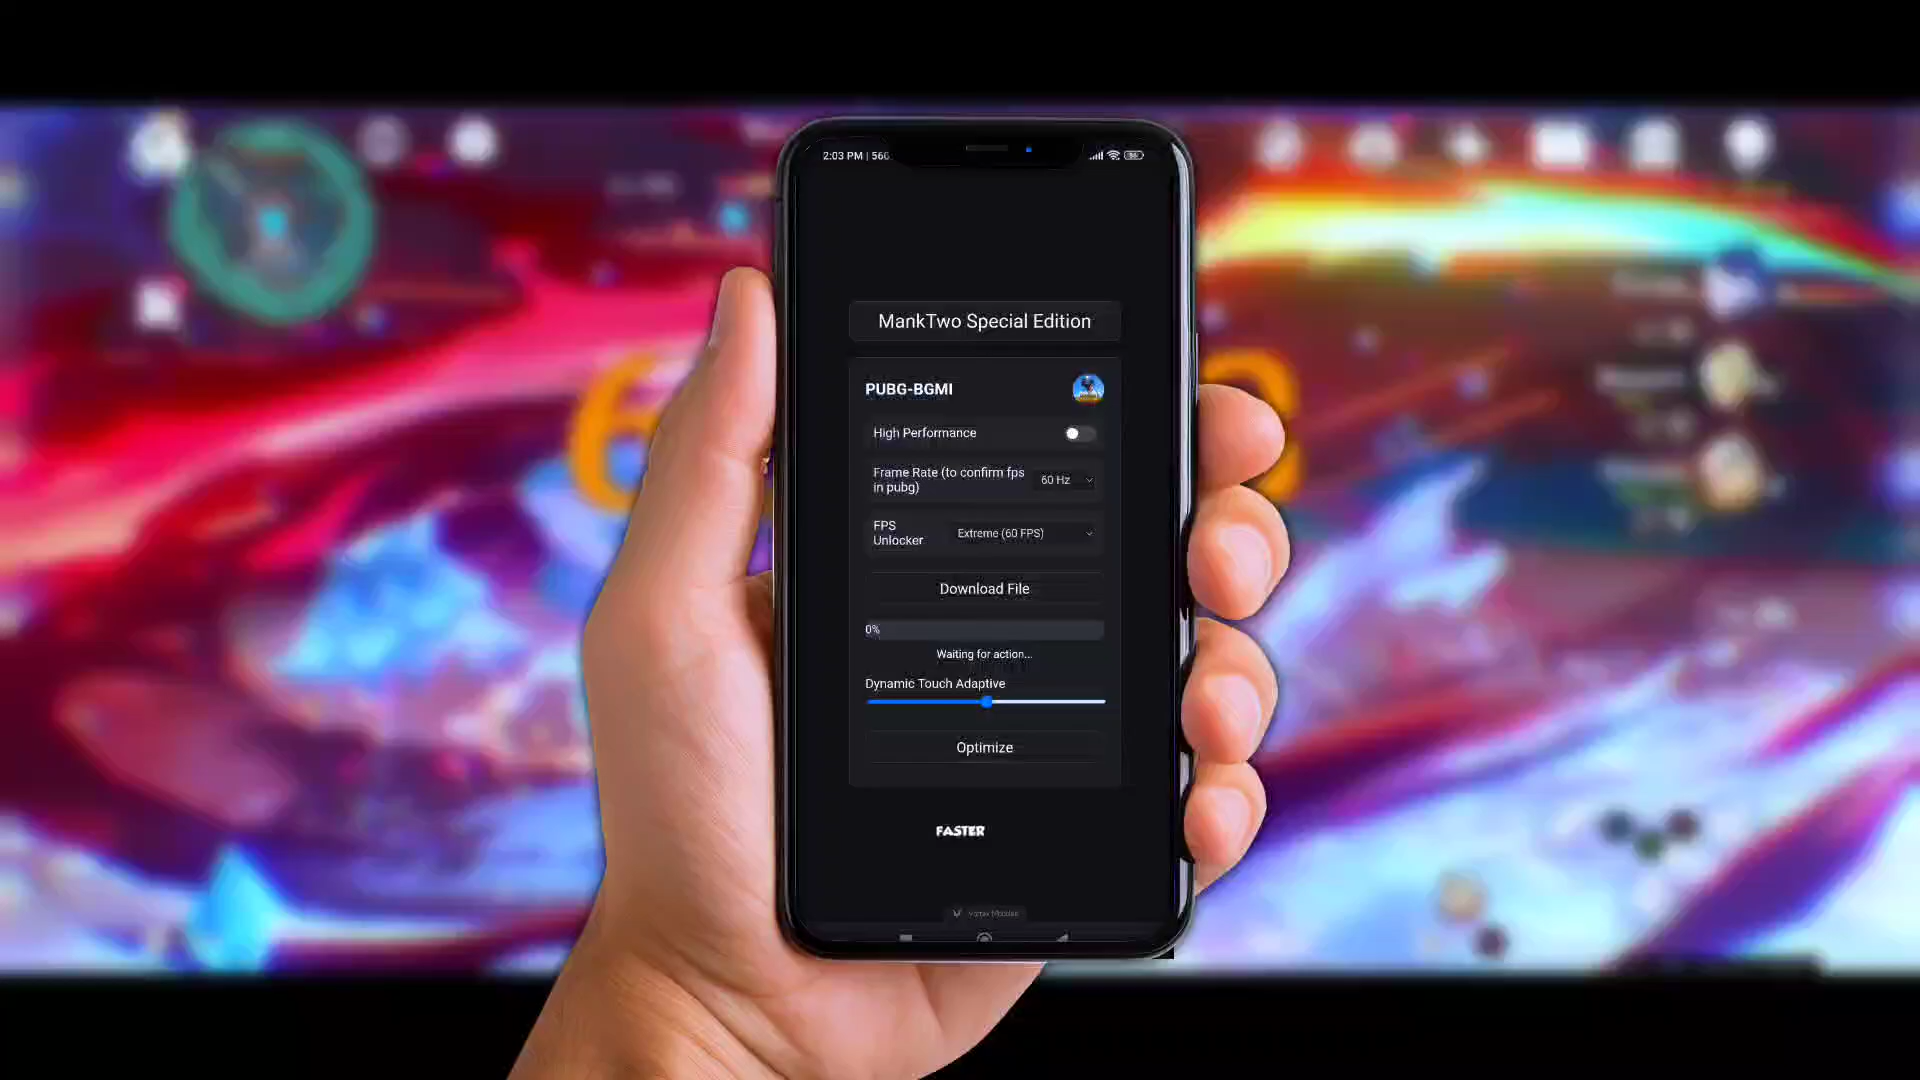 2:03 PM | 560
MankTwo Special Edition
PUBG-BGMI
High Performance
Frame Rate (to confirm fps
in pubg)
60 Hz
FPS
Unlocker
Extreme (60 FPS)
Download File
0%
Waiting for action...
Dynamic Touch Adaptive
Optimize
FASTER